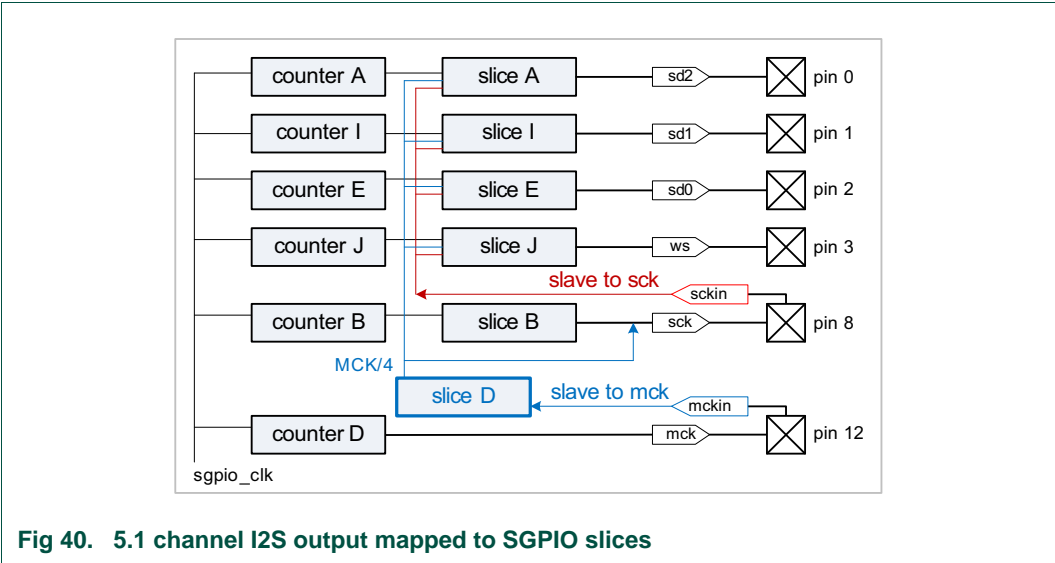 counter A slice A sd2 pin 0
counter I slice I sd1 pin 1
counter E slice E sd0 pin 2
counter J slice J ws pin 3
slave to sck sckin
counter B slice B sck pin 8
MCK/4
slice D slave to mck mckin
counter D mck pin 12
sgpio_clk
Fig 40. 5.1 channel I2S output mapped to SGPIO slices